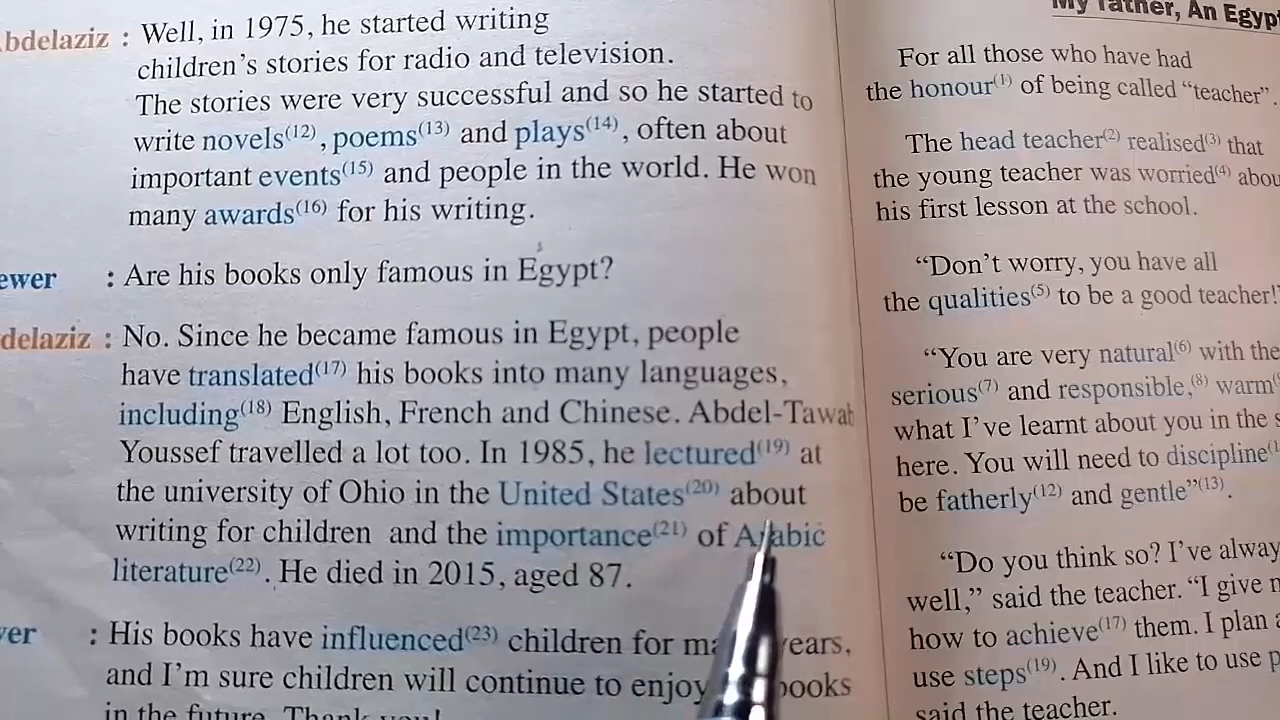 bdelaziz : Well, in 1975, he started writing
children's stories for radio and television.
The stories were very successful and so he started to
write novels(12), poems(13) and plays(14), often about
important events(15) and people in the world. He won
many awards(16) for his writing.
ewer : Are his books only famous in Egypt?
delaziz : No. Since he became famous in Egypt, people
have translated(17) his books into many languages,
including(18) English, French and Chinese. Abdel-Tawab
Youssef travelled a lot too. In 1985, he lectured(19) at
the university of Ohio in the United States(20) about
writing for children and the importance(21) of Arabic
literature(22). He died in 2015, aged 87.
ver : His books have influenced(23) children for years,
and I'm sure children will continue to enjoy books
in the future. Thank you!
My father, An Egypt
For all those who have had
the honour(1) of being called "teacher".
The head teacher(2) realised(3) that
the young teacher was worried(4) abou
his first lesson at the school.
"Don't worry, you have all
the qualities(5) to be a good teacher!"
"You are very natural(6) with the
serious(7) and responsible,(8) warm
what I've learnt about you in the s
here. You will need to discipline
be fatherly(12) and gentle"(13).
"Do you think so? I've alway
well," said the teacher. "I give
how to achieve(17) them. I plan a
use steps(19). And I like to use p
said the teacher.